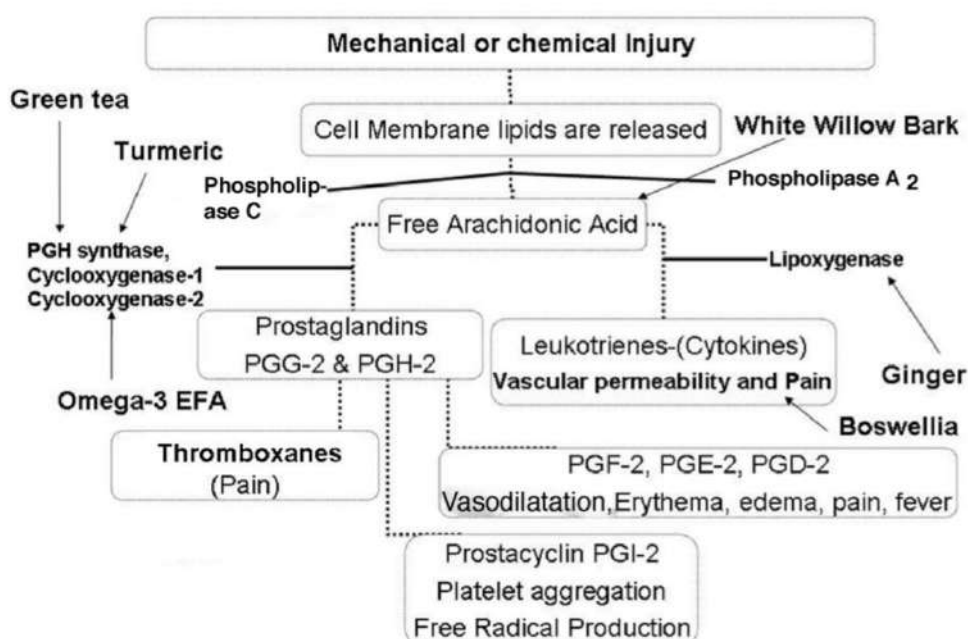 Mechanical or chemical Injury
Green tea
Cell Membrane lipids are released
White Willow Bark
Turmeric
Phospholip-
ase C
Phospholipase A 2
Free Arachidonic Acid
PGH synthase,
Cyclooxygenase-1
Cyclooxygenase-2
Lipoxygenase
Prostaglandins
PGG-2 & PGH-2
Leukotrienes-(Cytokines)
Vascular permeability and Pain
Ginger
Omega-3 EFA
Boswellia
Thromboxanes
(Pain)
PGF-2, PGE-2, PGD-2
Vasodilatation,Erythema, edema, pain, fever
Prostacyclin PGI-2
Platelet aggregation
Free Radical Production